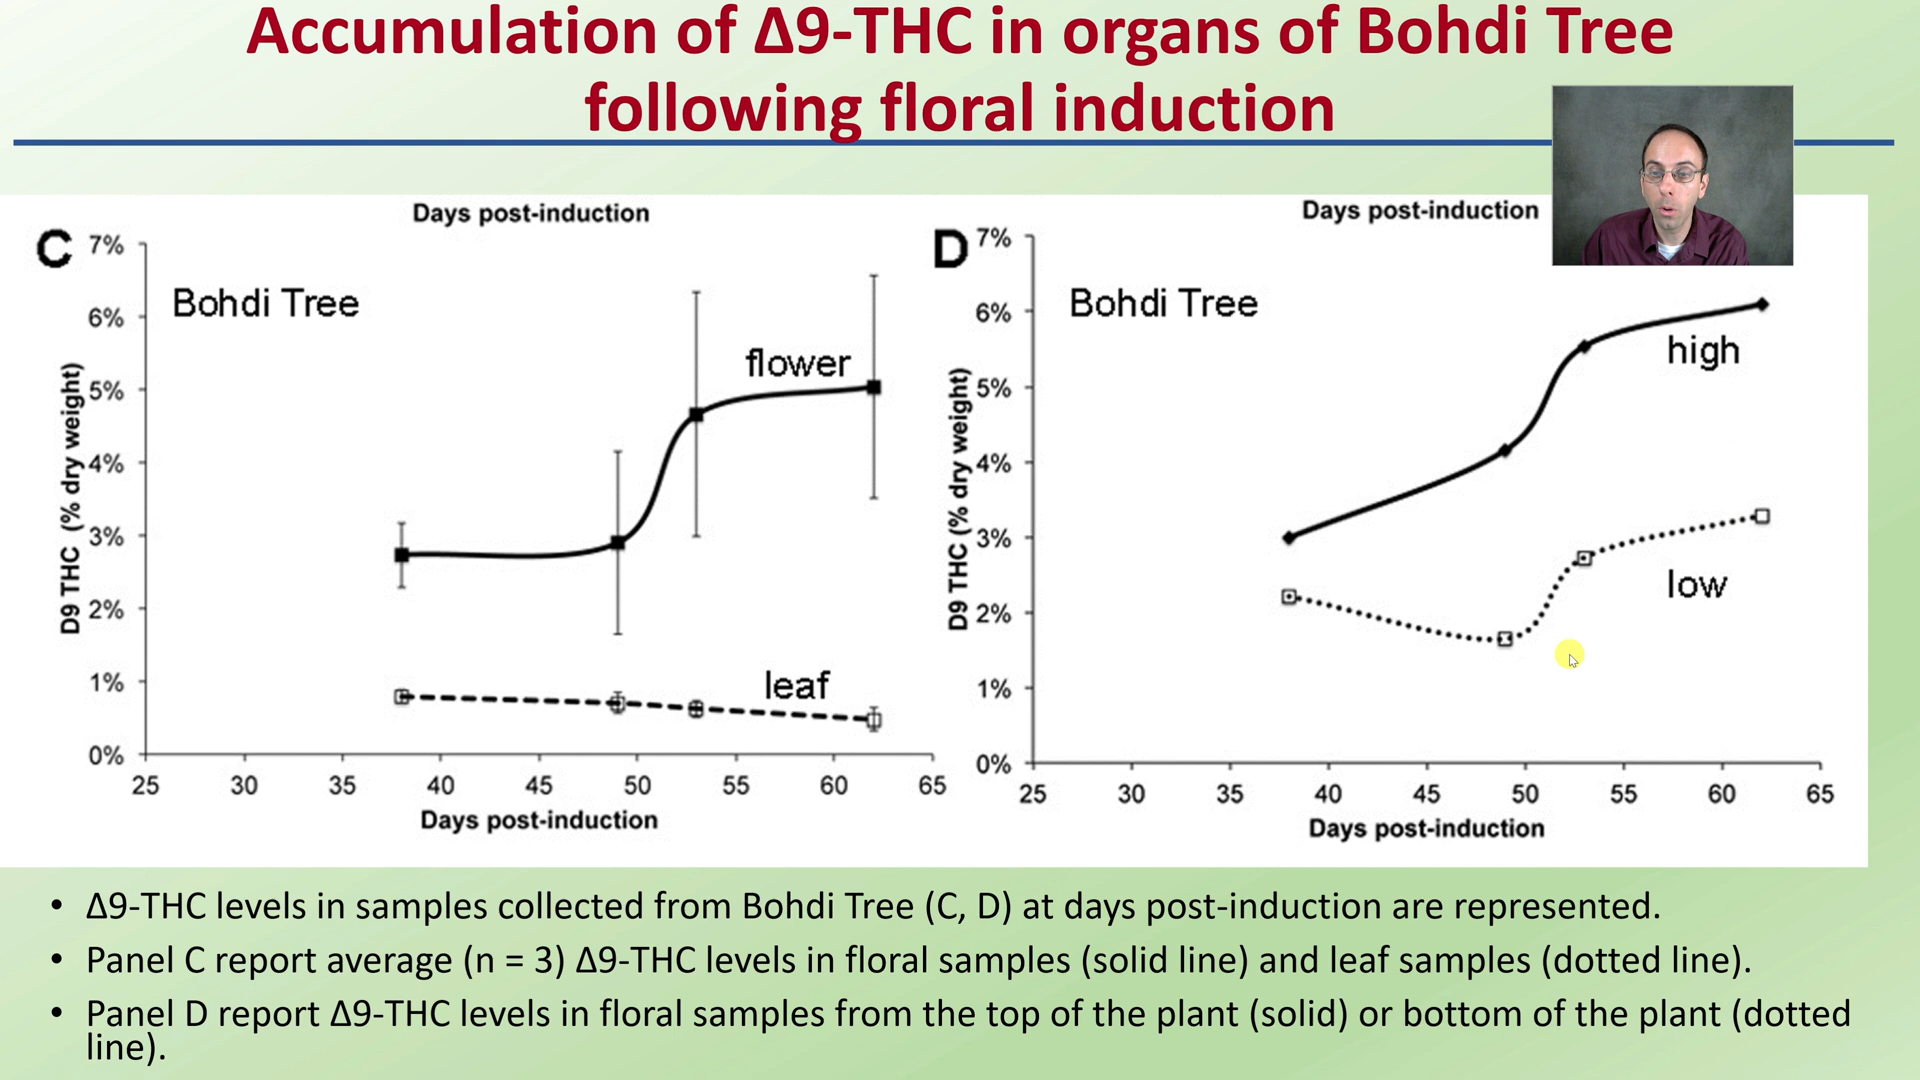 Accumulation of Δ9-THC in organs of Bohdi Tree
following floral induction
Days post-induction
C
7%
6%
5%
4%
3%
2%
1%
0%
D9 THC (% dry weight)
Bohdi Tree
flower
leaf
25 30 35 40 45 50 55 60 65
Days post-induction
Days post-induction
D
7%
6%
5%
4%
3%
2%
1%
0%
D9 THC (% dry weight)
Bohdi Tree
high
low
25 30 35 40 45 50 55 60 65
Days post-induction
• Δ9-THC levels in samples collected from Bohdi Tree (C, D) at days post-induction are represented.
• Panel C report average (n = 3) Δ9-THC levels in floral samples (solid line) and leaf samples (dotted line).
• Panel D report Δ9-THC levels in floral samples from the top of the plant (solid) or bottom of the plant (dotted
line).